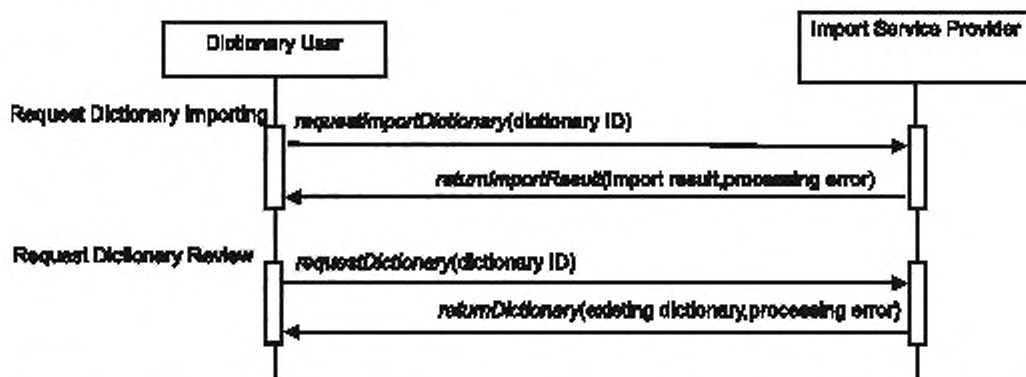 Dictionary User
Import Service Provider
Request Dictionary Importing
requestImportDictionary(dictionary ID)
returnImportResult(import result,processing error)
Request Dictionary Review
requestDictionary(dictionary ID)
returnDictionary(existing dictionary,processing error)